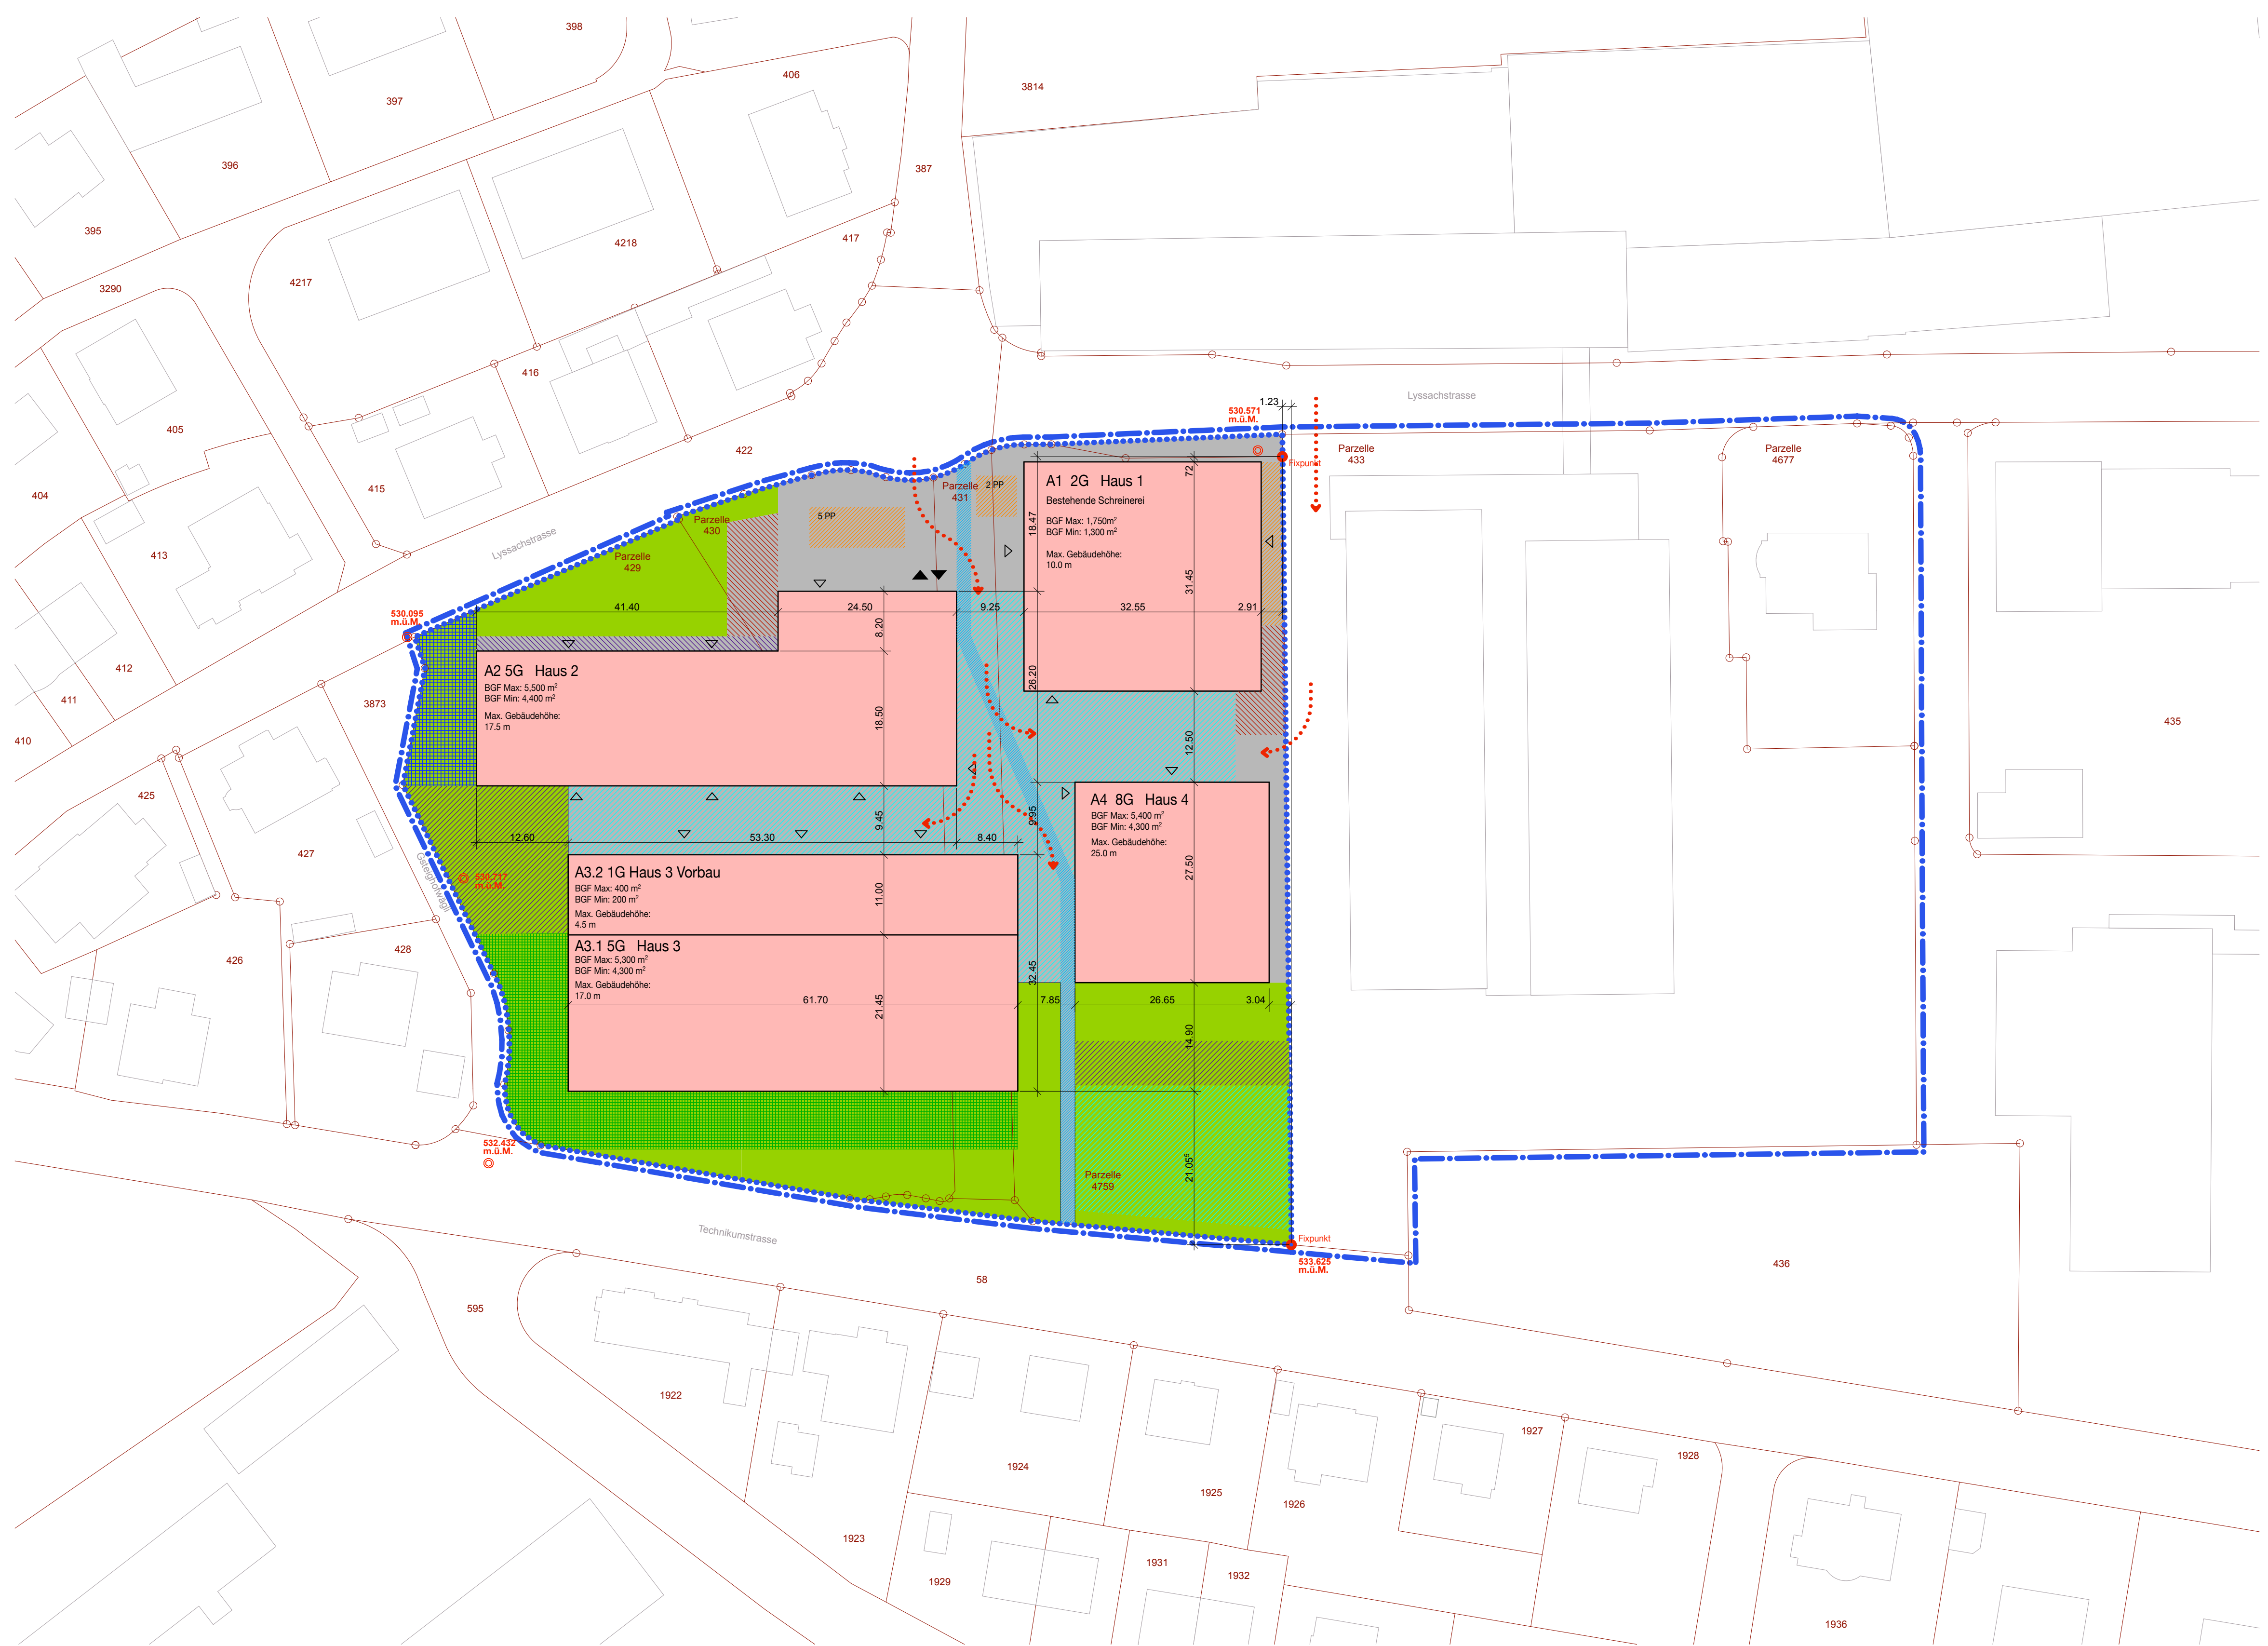 398
406
397
3814
396
387
395
4218
417
4217
3290
416
405
Lyssachstrasse
1.23
530.571
m.ü.M.
422
Parzelle
433
Parzelle
4677
Fixpunkt
415
404
413
Lyssachstrasse
Parzelle
430
Parzelle
429
5 PP
Parzelle
431
2 PP
A1 2G Haus 1
Bestehende Schreinerei
BGF Max: 1,750m²
BGF Min: 1,300 m²
Max. Gebäudehöhe:
10.0 m
72
18.47
31.45
41.40
24.50
9.25
32.55
2.91
530.095
m.ü.M.
8.20
A2 5G Haus 2
BGF Max: 5,500 m²
BGF Min: 4,400 m²
Max. Gebäudehöhe:
17.5 m
18.50
26.20
12.50
412
411
410
3873
435
425
427
426
428
Gsteighofwägli
530.717
m.ü.M.
9.45
12.60
53.30
8.40
9.95
A4 8G Haus 4
BGF Max: 5,400 m²
BGF Min: 4,300 m²
Max. Gebäudehöhe:
25.0 m
27.50
A3.2 1G Haus 3 Vorbau
BGF Max: 400 m²
BGF Min: 200 m²
Max. Gebäudehöhe:
4.5 m
11.00
A3.1 5G Haus 3
BGF Max: 5,300 m²
BGF Min: 4,300 m²
Max. Gebäudehöhe:
17.0 m
61.70
21.45
32.45
7.85
26.65
3.04
14.90
532.432
m.ü.M.
Parzelle
4759
21.05⁵
Technikumstrasse
Fixpunkt
533.625
m.ü.M.
58
436
595
1922
1927
1928
1924
1925
1926
1923
1931
1932
1929
1936